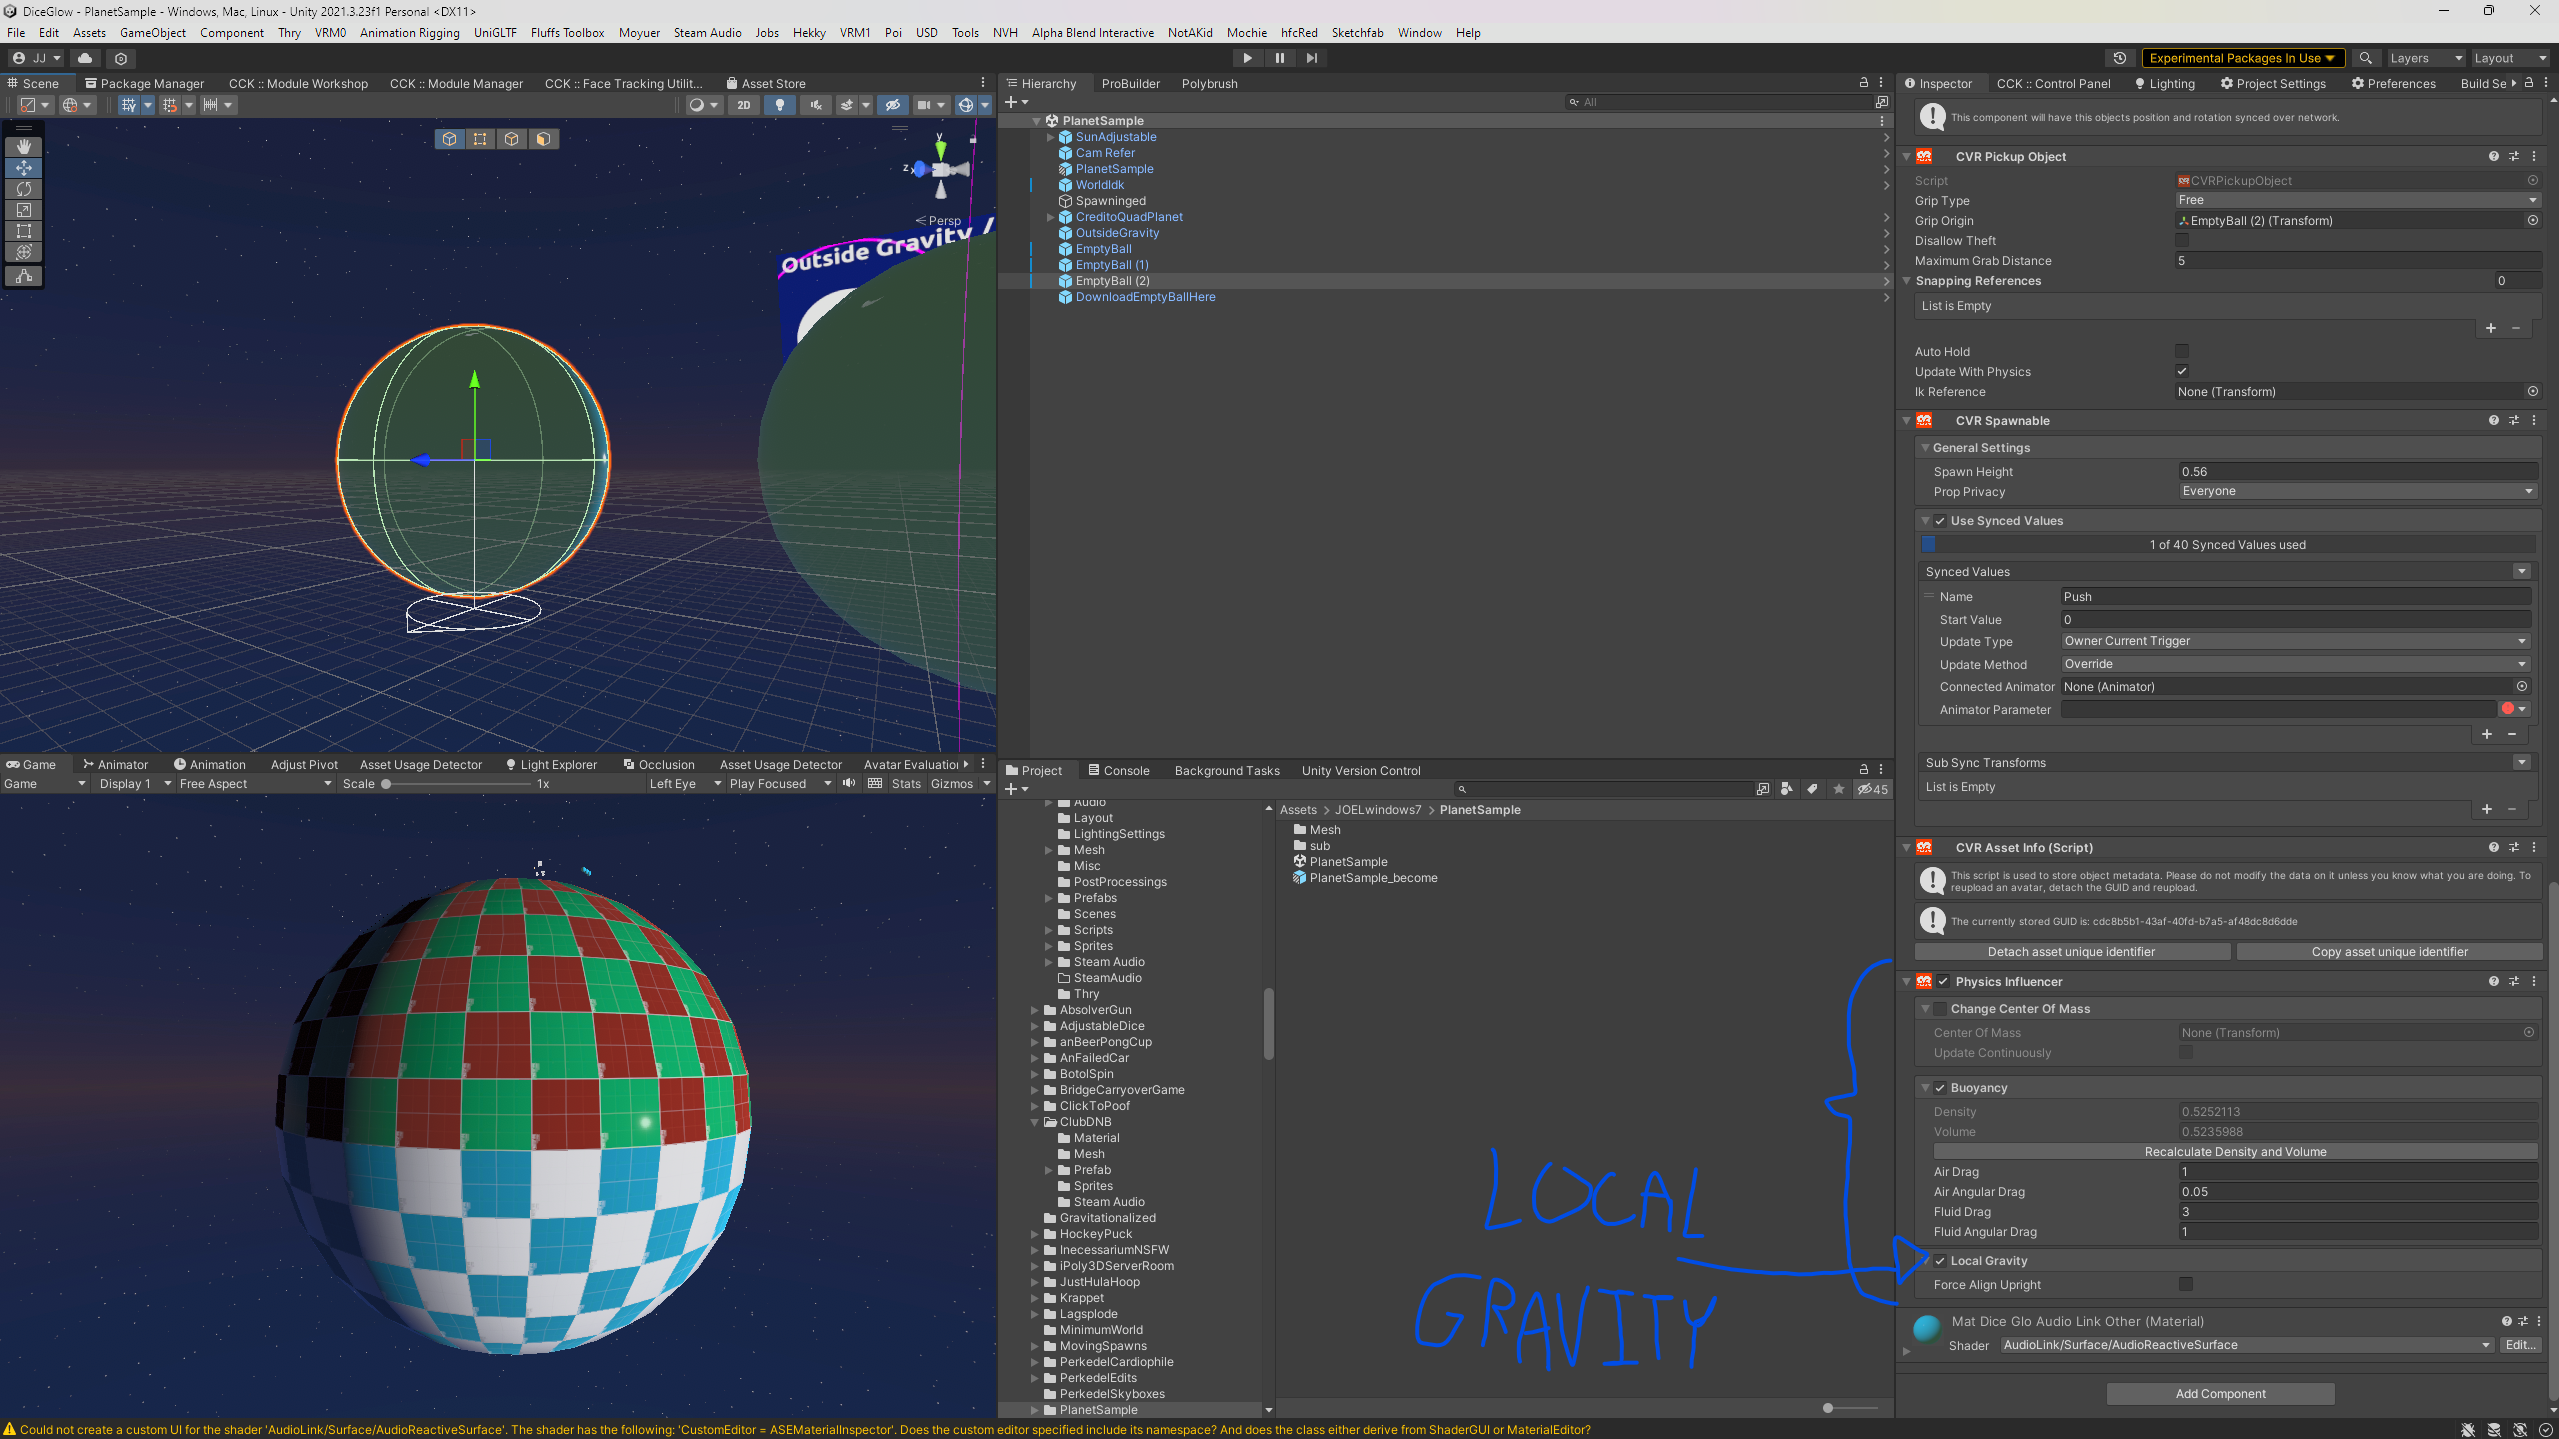 DiceGlow - PlanetSample - Windows, Mac, Linux - Unity 2021.3.23f1 Personal <DX11>
File Edit Assets GameObject Component Thry VRM0 Animation Rigging UniGLTF Fluffs Toolbox Moyuer Steam Audio Jobs Hekky VRM1 Poi USD Tools NVH Alpha Blend Interactive NotAKid Mochie hfcRed Sketchfab Window Help
JJ
Experimental Packages In Use
Layers
Layout
Scene Package Manager CCK :: Module Workshop CCK :: Module Manager CCK :: Face Tracking Utilit... Asset Store
2D
y
z
x
Persp
Outside Gravity /
Hierarchy ProBuilder Polybrush
All
PlanetSample
SunAdjustable
Cam Refer
PlanetSample
WorldIdk
Spawninged
CreditoQuadPlanet
OutsideGravity
EmptyBall
EmptyBall (1)
EmptyBall (2)
DownloadEmptyBallHere
Game Animator Animation Adjust Pivot Asset Usage Detector Light Explorer Occlusion Asset Usage Detector Avatar Evaluation
Game Display 1 Free Aspect Scale 1x Left Eye Play Focused Stats Gizmos
Project Console Background Tasks Unity Version Control
45
Audio
Layout
LightingSettings
Mesh
Misc
PostProcessings
Prefabs
Scenes
Scripts
Sprites
Steam Audio
SteamAudio
Thry
AbsolverGun
AdjustableDice
anBeerPongCup
AnFailedCar
BotolSpin
BridgeCarryoverGame
ClickToPoof
ClubDNB
Material
Mesh
Prefab
Sprites
Steam Audio
Gravitationalized
HockeyPuck
InecessariumNSFW
iPoly3DServerRoom
JustHulaHoop
Krappet
Lagsplode
MinimumWorld
MovingSpawns
PerkedelCardiophile
PerkedelEdits
PerkedelSkyboxes
PlanetSample
Assets > JOELwindows7 > PlanetSample
Mesh
sub
PlanetSample
PlanetSample_become
LOCAL
GRAVITY
Inspector CCK :: Control Panel Lighting Project Settings Preferences Build Se
This component will have this objects position and rotation synced over network.
CVR Pickup Object
Script CVRPickupObject
Grip Type Free
Grip Origin EmptyBall (2) (Transform)
Disallow Theft
Maximum Grab Distance 5
Snapping References 0
List is Empty
Auto Hold
Update With Physics
Ik Reference None (Transform)
CVR Spawnable
General Settings
Spawn Height 0.56
Prop Privacy Everyone
Use Synced Values
1 of 40 Synced Values used
Synced Values
Name Push
Start Value 0
Update Type Owner Current Trigger
Update Method Override
Connected Animator None (Animator)
Animator Parameter
Sub Sync Transforms
List is Empty
CVR Asset Info (Script)
This script is used to store object metadata. Please do not modify the data on it unless you know what you are doing. To
reupload an avatar, detach the GUID and reupload.
The currently stored GUID is: cdc8b5b1-43af-40fd-b7a5-af48dc8d6dde
Detach asset unique identifier Copy asset unique identifier
Physics Influencer
Change Center Of Mass
Center Of Mass None (Transform)
Update Continuously
Buoyancy
Density 0.5252113
Volume 0.5235988
Recalculate Density and Volume
Air Drag 1
Air Angular Drag 0.05
Fluid Drag 3
Fluid Angular Drag 1
Local Gravity
Force Align Upright
Mat Dice Glo Audio Link Other (Material)
Shader AudioLink/Surface/AudioReactiveSurface Edit...
Add Component
Could not create a custom UI for the shader 'AudioLink/Surface/AudioReactiveSurface'. The shader has the following: 'CustomEditor = ASEMaterialInspector'. Does the custom editor specified include its namespace? And does the class either derive from ShaderGUI or MaterialEditor?